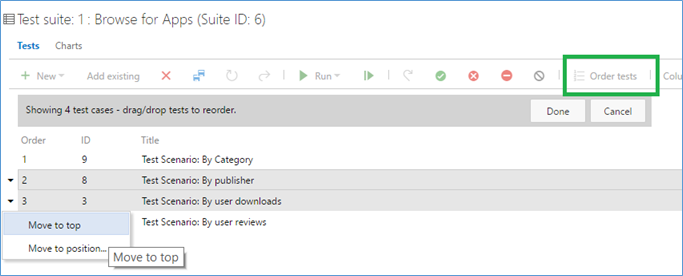 Test suite: 1 : Browse for Apps (Suite ID: 6)
Tests Charts
New Add existing Run Order tests Colu
Showing 4 test cases - drag/drop tests to reorder. Done Cancel
Order ID Title
1 9 Test Scenario: By Category
2 8 Test Scenario: By publisher
3 3 Test Scenario: By user downloads
Move to top Test Scenario: By user reviews
Move to position...
Move to top